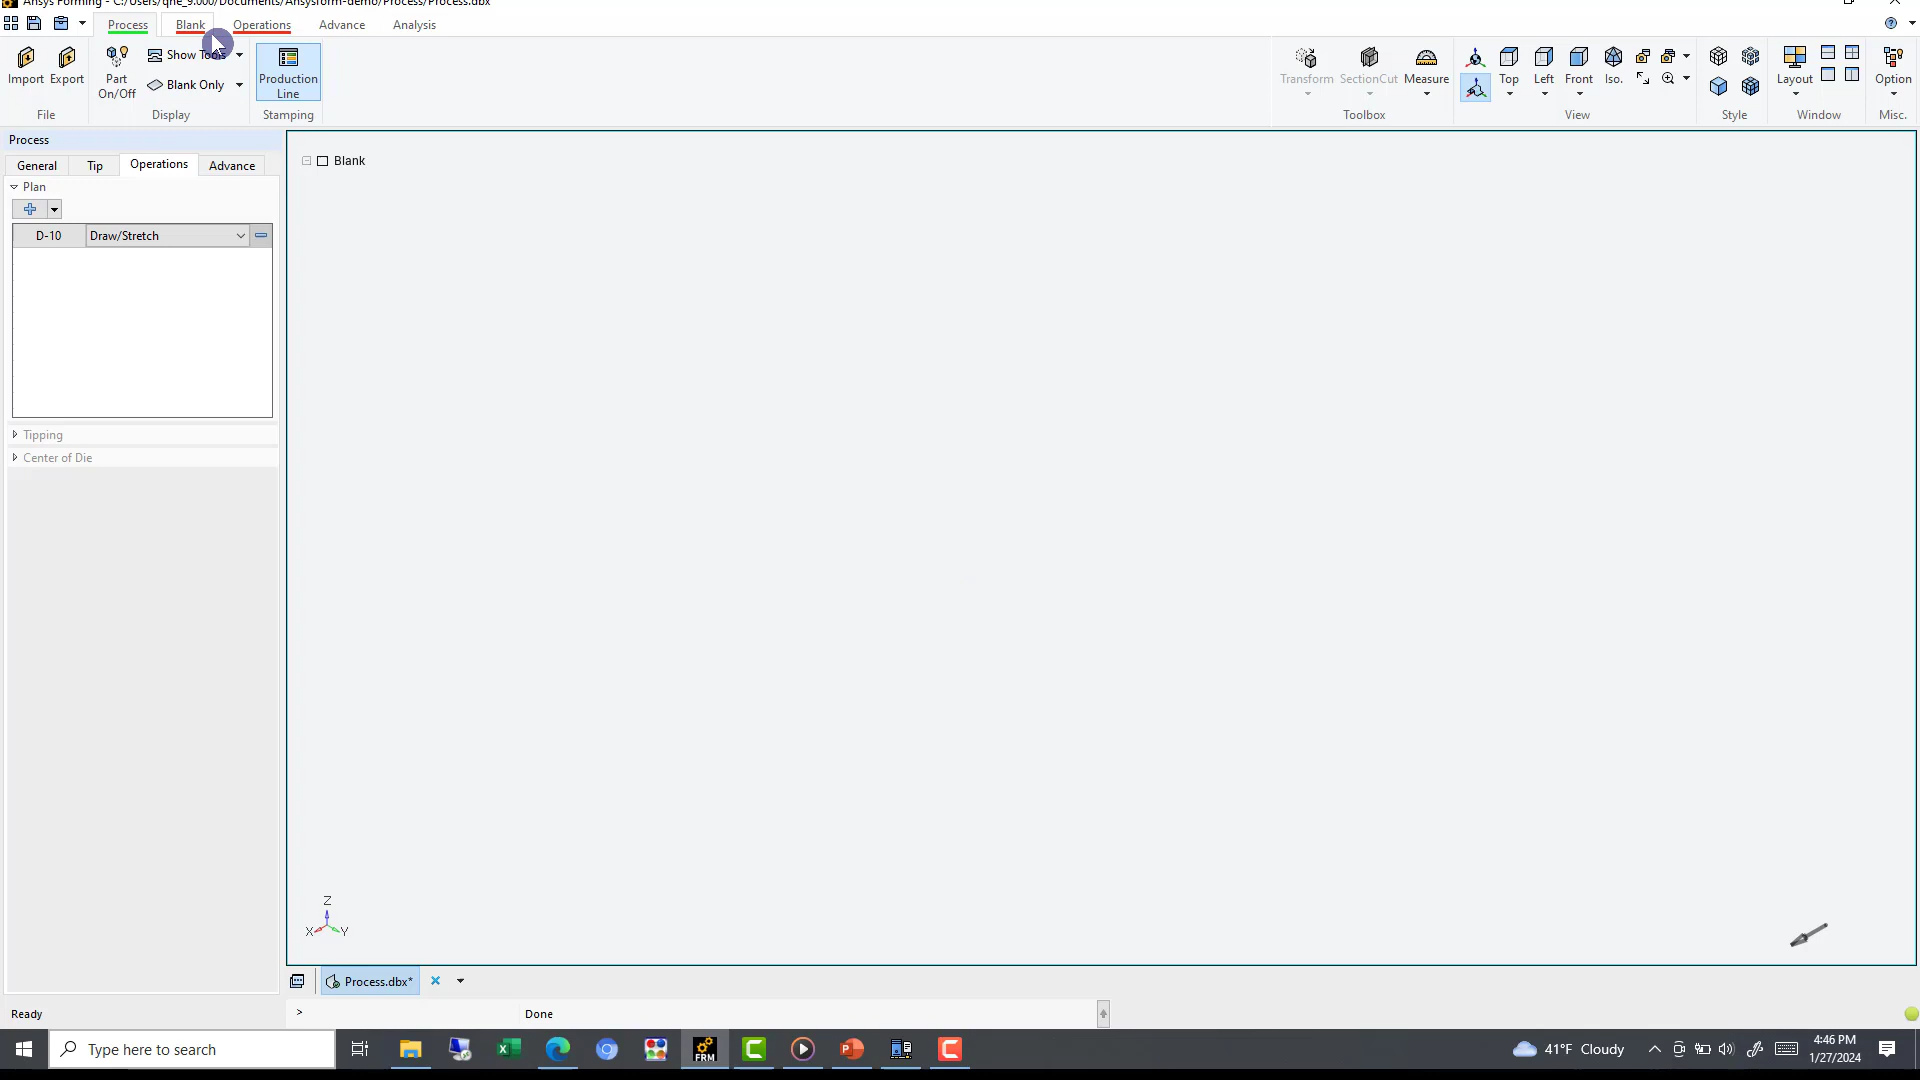 Ansys Forming - C:/Users/qhe_9.000/Documents/Ansysform-demo/Process/Process.dbx
Process
Blank
Operations
Advance
Analysis
Import
Export
Part
On/Off
Show Tools
Blank Only
Production
Line
File
Display
Stamping
Transform
SectionCut
Measure
Top
Left
Front
Iso.
Layout
Option
Toolbox
View
Style
Window
Misc.
Process
General
Tip
Operations
Advance
Plan
D-10
Draw/Stretch
Tipping
Center of Die
Blank
Z
X
Y
Process.dbx*
Ready
>
Done
Type here to search
FRM
41°F Cloudy
4:46 PM
1/27/2024